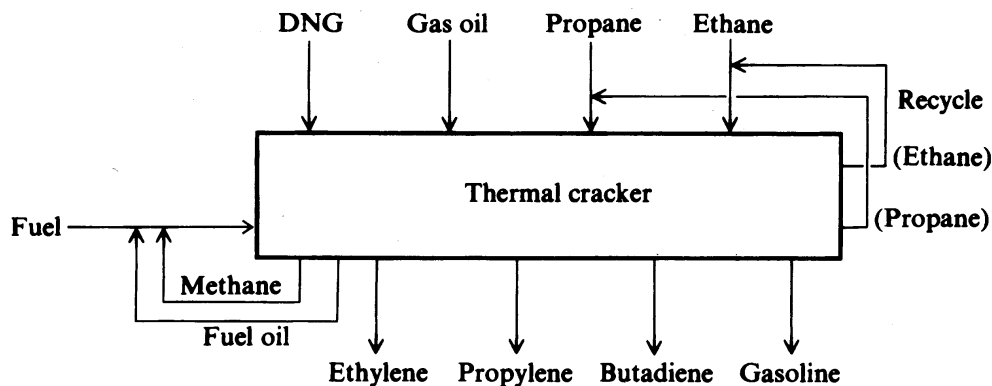 DNG
Gas oil
Propane
Ethane
Recycle
(Ethane)
Thermal cracker
(Propane)
Fuel
Methane
Fuel oil
Ethylene
Propylene
Butadiene
Gasoline